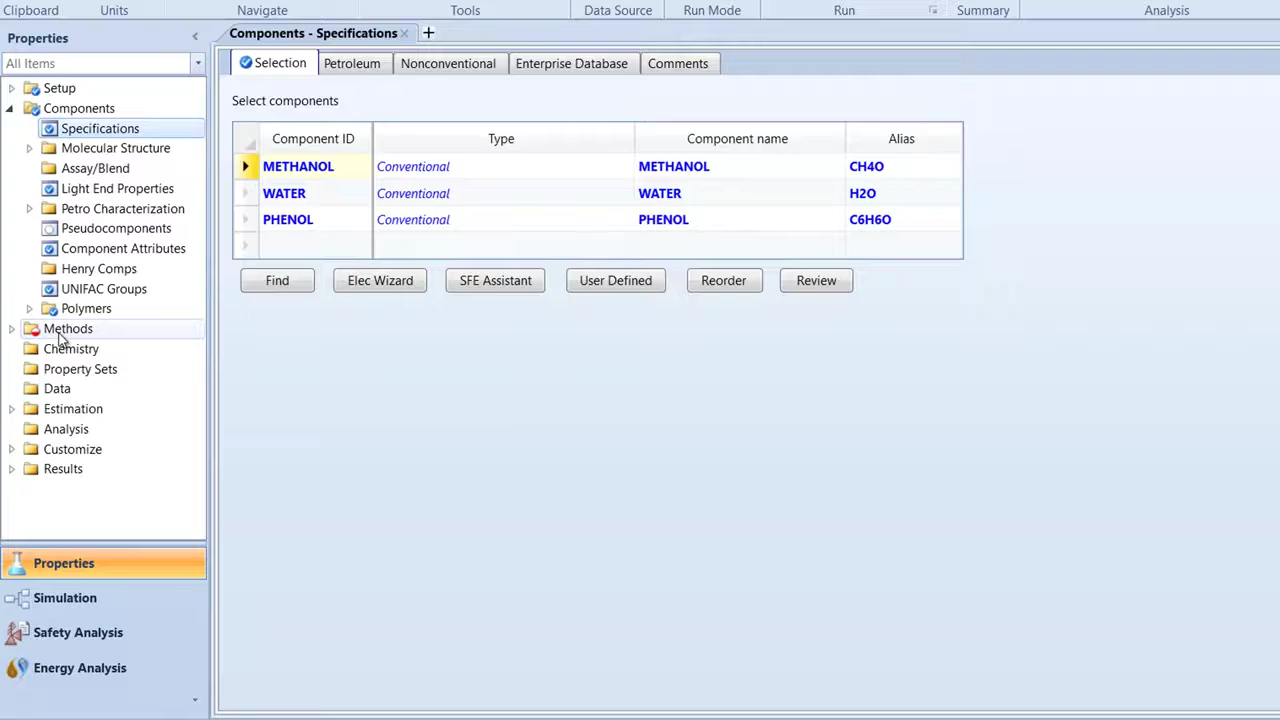 Clipboard Units Navigate Tools Data Source Run Mode Run Summary Analysis
Properties
All Items
Setup
Components
Specifications
Molecular Structure
Assay/Blend
Light End Properties
Petro Characterization
Pseudocomponents
Component Attributes
Henry Comps
UNIFAC Groups
Polymers
Methods
Chemistry
Property Sets
Data
Estimation
Analysis
Customize
Results
Properties
Simulation
Safety Analysis
Energy Analysis
Components - Specifications
Selection Petroleum Nonconventional Enterprise Database Comments
Select components
Component ID Type Component name Alias
METHANOL Conventional METHANOL CH4O
WATER Conventional WATER H2O
PHENOL Conventional PHENOL C6H6O
Find Elec Wizard SFE Assistant User Defined Reorder Review